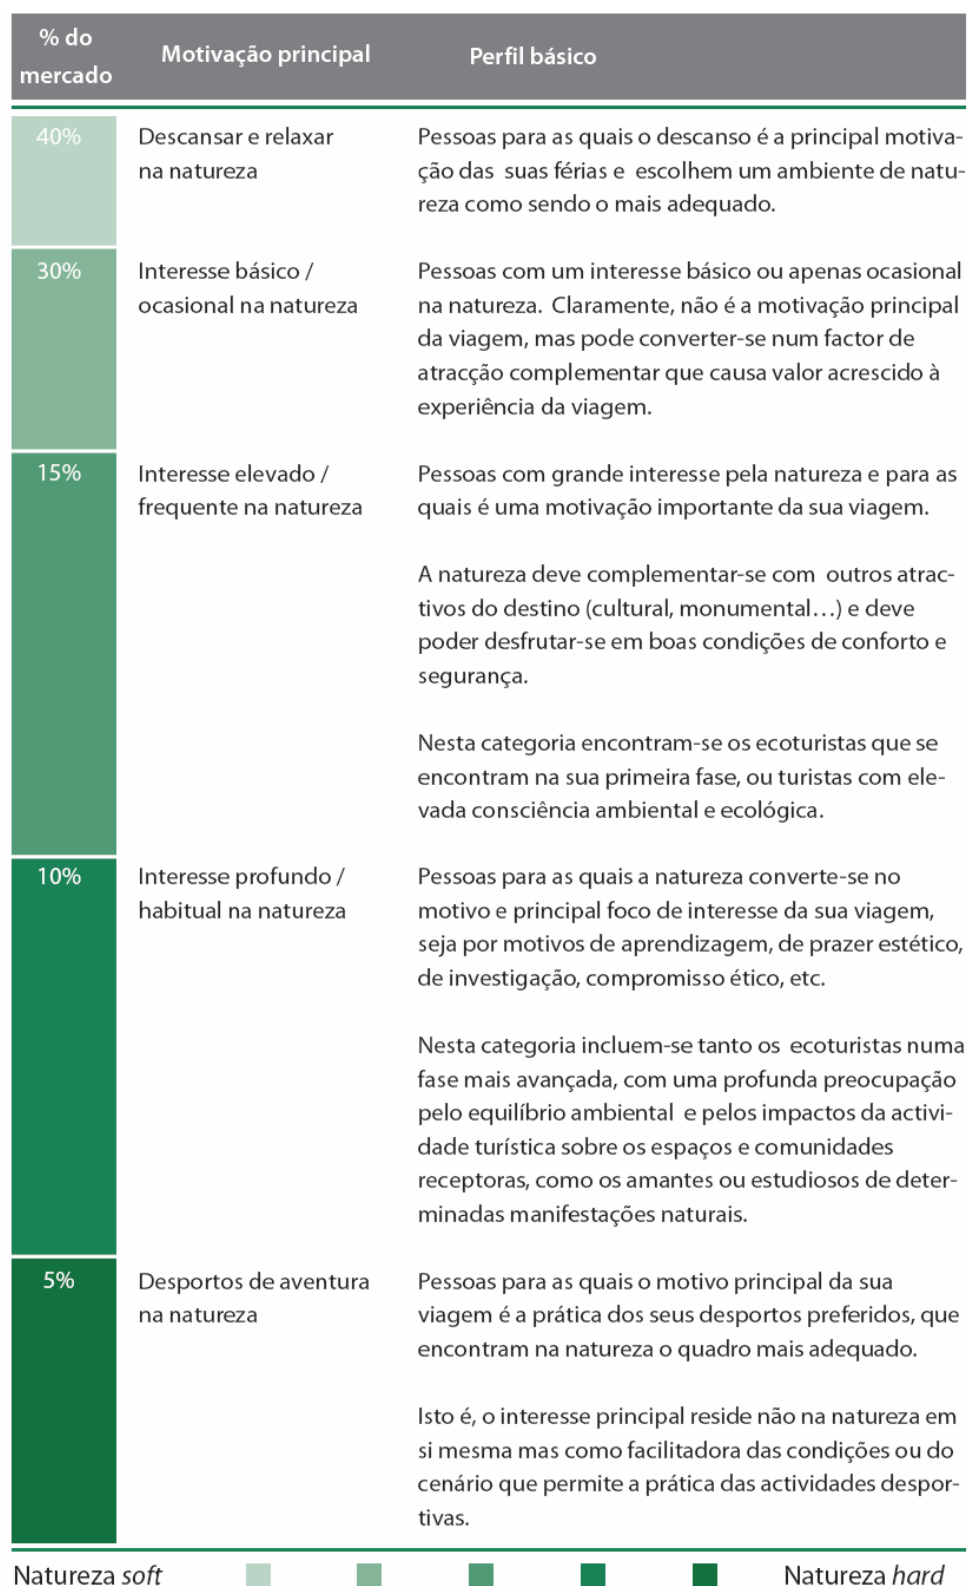 % do
mercado
Motivação principal
Perfil básico
40%
Descansar e relaxar
na natureza
Pessoas para as quais o descanso é a principal motiva-
ção das suas férias e escolhem um ambiente de natu-
reza como sendo o mais adequado.
30%
Interesse básico /
ocasional na natureza
Pessoas com um interesse básico ou apenas ocasional
na natureza. Claramente, não é a motivação principal
da viagem, mas pode converter-se num factor de
atracção complementar que causa valor acrescido à
experiência da viagem.
15%
Interesse elevado /
frequente na natureza
Pessoas com grande interesse pela natureza e para as
quais é uma motivação importante da sua viagem.
A natureza deve complementar-se com outros atrac-
tivos do destino (cultural, monumental…) e deve
poder desfrutar-se em boas condições de conforto e
segurança.
Nesta categoria encontram-se os ecoturistas que se
encontram na sua primeira fase, ou turistas com ele-
vada consciência ambiental e ecológica.
10%
Interesse profundo /
habitual na natureza
Pessoas para as quais a natureza converte-se no
motivo e principal foco de interesse da sua viagem,
seja por motivos de aprendizagem, de prazer estético,
de investigação, compromisso ético, etc.
Nesta categoria incluem-se tanto os ecoturistas numa
fase mais avançada, com uma profunda preocupação
pelo equilíbrio ambiental e pelos impactos da activi-
dade turística sobre os espaços e comunidades
receptoras, como os amantes ou estudiosos de deter-
minadas manifestações naturais.
5%
Desportos de aventura
na natureza
Pessoas para as quais o motivo principal da sua
viagem é a prática dos seus desportos preferidos, que
encontram na natureza o quadro mais adequado.
Isto é, o interesse principal reside não na natureza em
si mesma mas como facilitadora das condições ou do
cenário que permite a prática das actividades despor-
tivas.
Natureza soft
Natureza hard